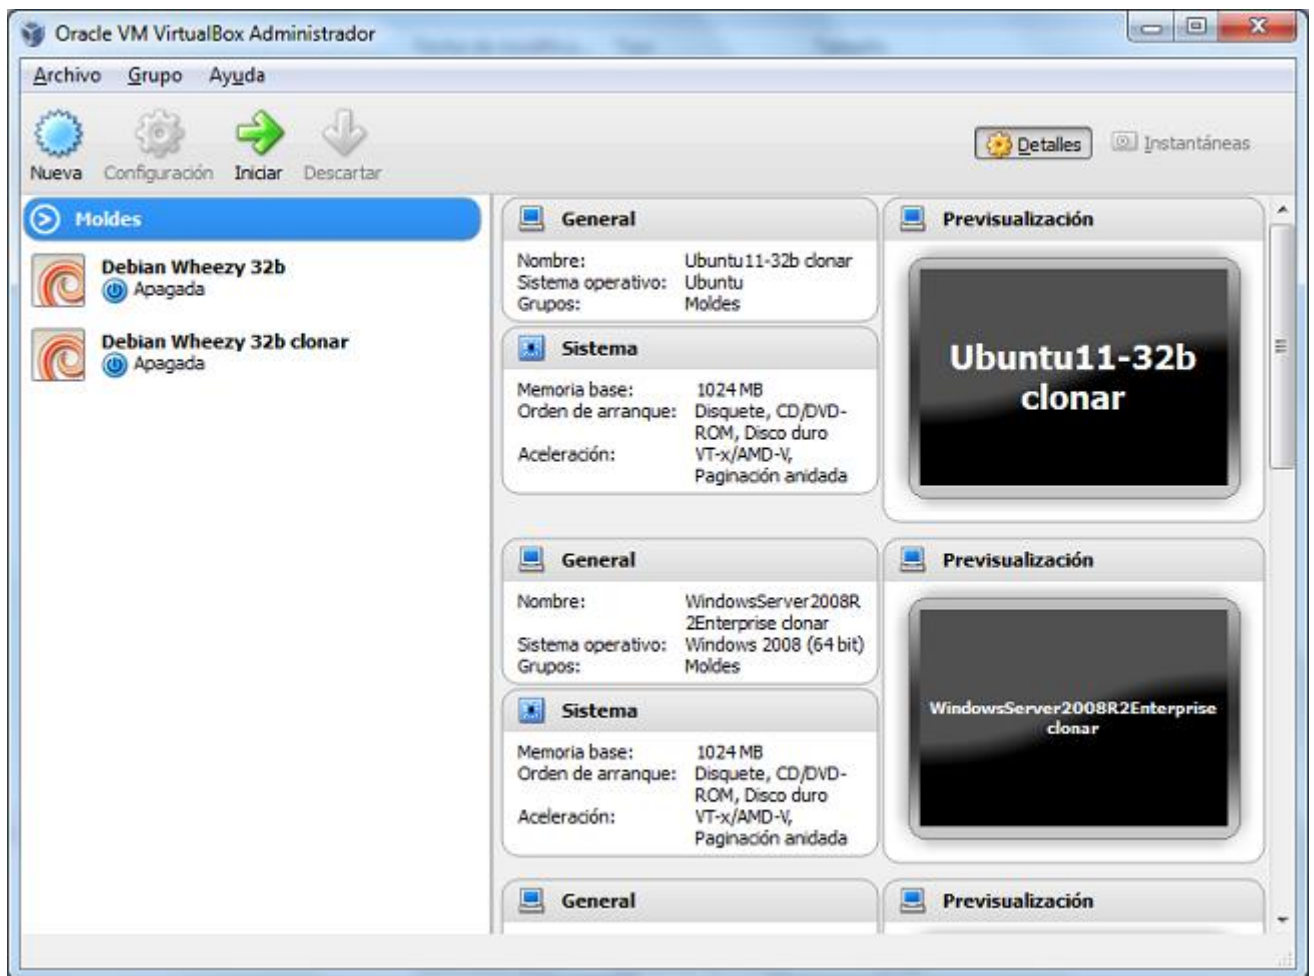 Oracle VM VirtualBox Administrador
Archivo Grupo Ayuda
Nueva Configuración Iniciar Descartar
Detalles Instantáneas
Moldes
Debian Wheezy 32b
Apagada
Debian Wheezy 32b clonar
Apagada
General
Nombre: Ubuntu11-32b clonar
Sistema operativo: Ubuntu
Grupos: Moldes
Sistema
Memoria base: 1024 MB
Orden de arranque: Disquete, CD/DVD-
ROM, Disco duro
Aceleración: VT-x/AMD-V,
Paginación anidada
Previsualización
Ubuntu11-32b
clonar
General
Nombre: WindowsServer2008R
2Enterprise clonar
Sistema operativo: Windows 2008 (64 bit)
Grupos: Moldes
Sistema
Memoria base: 1024 MB
Orden de arranque: Disquete, CD/DVD-
ROM, Disco duro
Aceleración: VT-x/AMD-V,
Paginación anidada
Previsualización
WindowsServer2008R2Enterprise
clonar
General
Previsualización